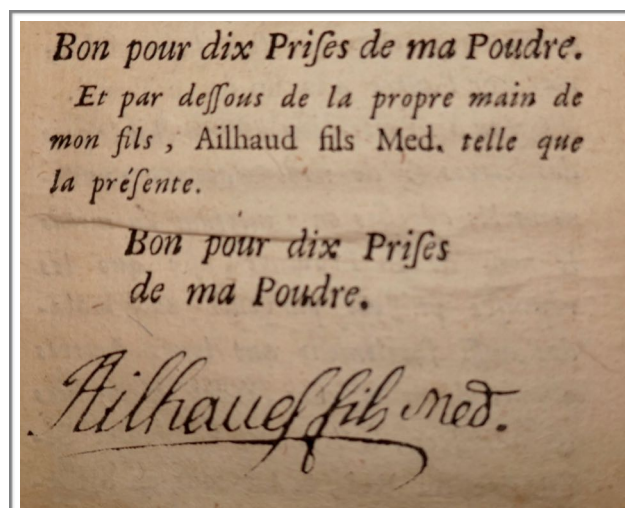 Bon pour dix Priſes de ma Poudre.
Et par deſſous de la propre main de
mon fils, Ailhaud fils Med. telle que
la préſente.
Bon pour dix Priſes
de ma Poudre.
Ailhaud fils Med.